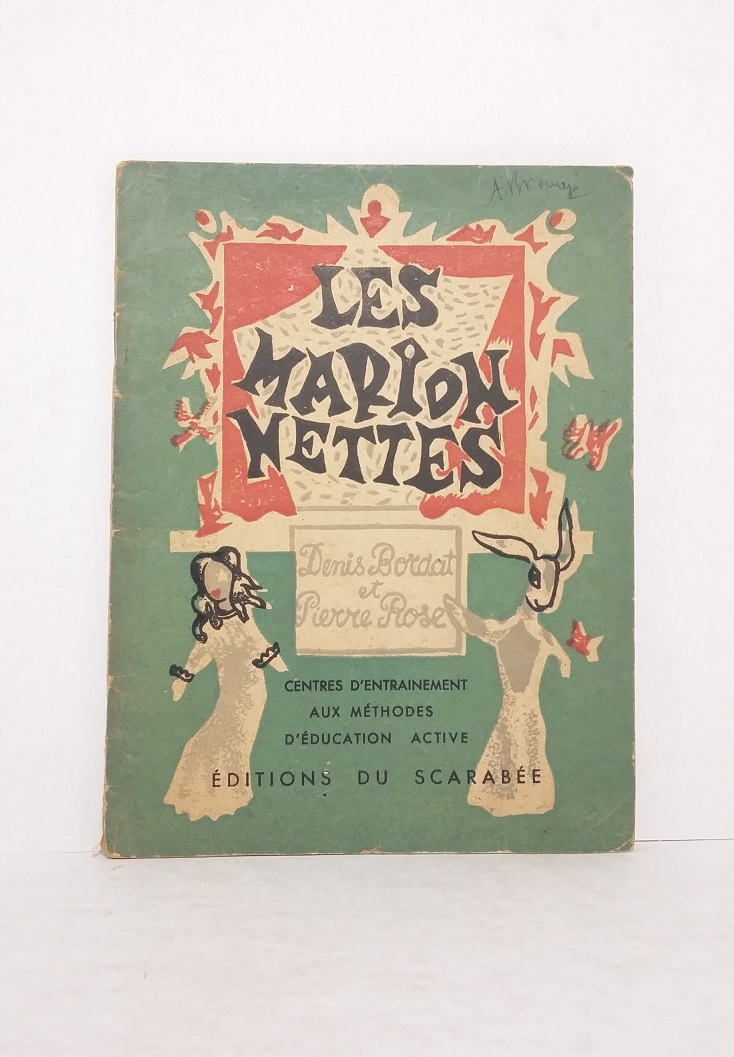 LES
MARION
NETTES
Denis Bordat
et
Pierre Rose
CENTRES D'ENTRAINEMENT
AUX MÉTHODES
D'ÉDUCATION ACTIVE
ÉDITIONS DU SCARABÉE